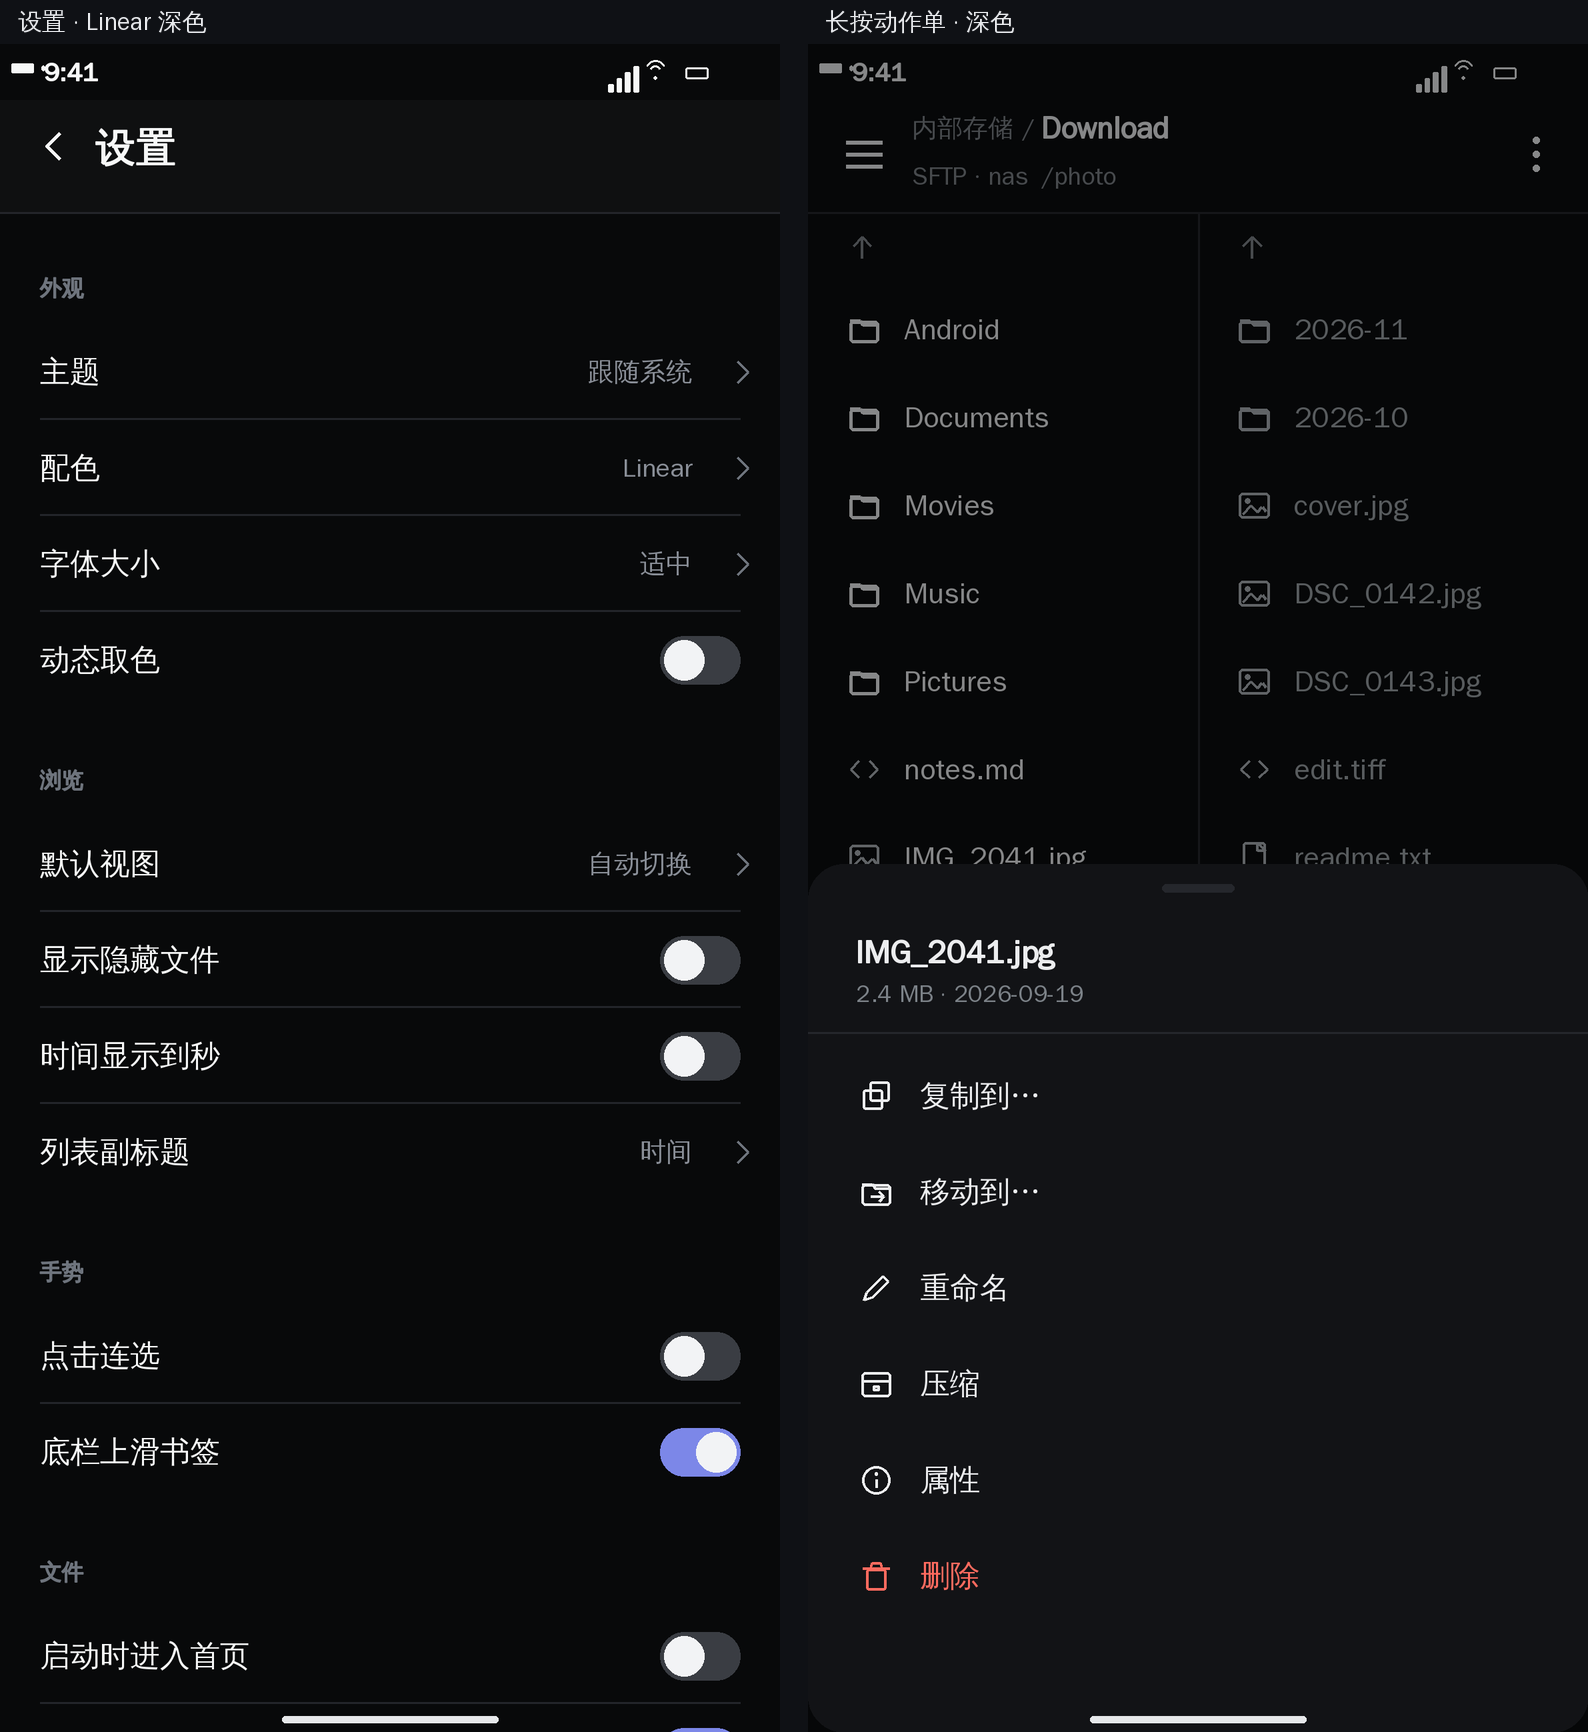 设置 · Linear 深色
9:41
设置
外观
主题
跟随系统
配色
Linear
字体大小
适中
动态取色
浏览
默认视图
自动切换
显示隐藏文件
时间显示到秒
列表副标题
时间
手势
点击连选
底栏上滑书签
文件
启动时进入首页
长按动作单 · 深色
9:41
内部存储 / Download
SFTP · nas /photo
Android
Documents
Movies
Music
Pictures
notes.md
IMG_2041.jpg
2026-11
2026-10
cover.jpg
DSC_0142.jpg
DSC_0143.jpg
edit.tiff
readme.txt
IMG_2041.jpg
2.4 MB · 2026-09-19
复制到…
移动到…
重命名
压缩
属性
删除